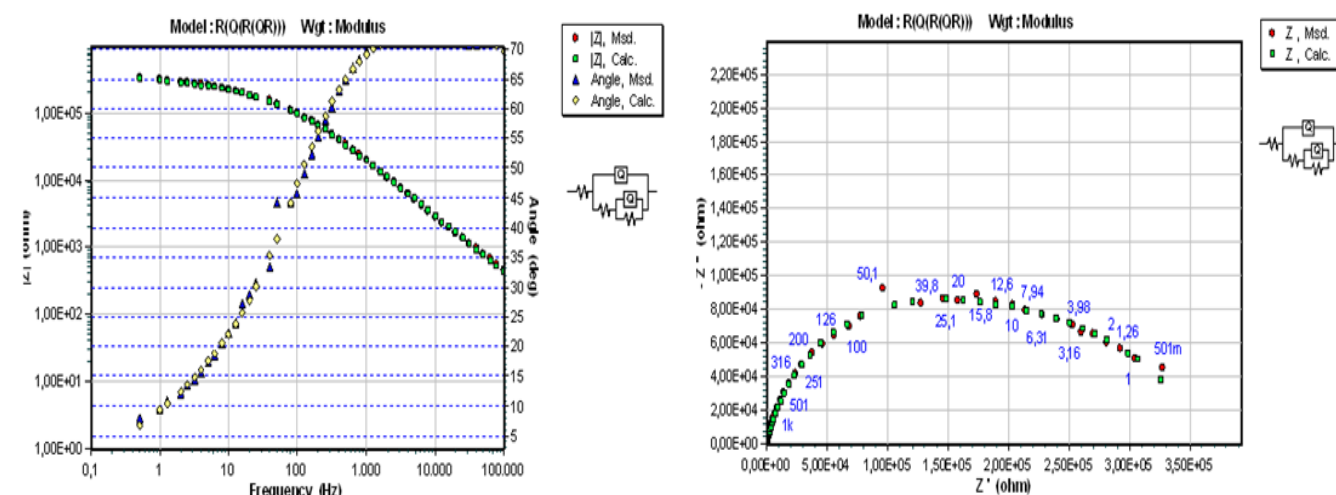 Model : R(Q(R(QR))) Wgt : Modulus
|Z|, Msd.
|Z|, Calc.
Angle, Msd.
Angle, Calc.
1,00E+05
1,00E+04
1,00E+03
1,00E+02
1,00E+01
1,00E+00
|Z| (ohm)
70
65
60
55
50
45
40
35
30
25
20
15
10
5
Angle (deg)
0,1
1
10
100
1.000
10.000
100.000
Frequency (Hz)
Q
Q
Model : R(Q(R(QR))) Wgt : Modulus
Z , Msd.
Z , Calc.
2,20E+05
2,00E+05
1,80E+05
1,60E+05
1,40E+05
1,20E+05
1,00E+05
8,00E+04
6,00E+04
4,00E+04
2,00E+04
0,00E+00
- Z '' (ohm)
50,1
39,8
20
12,6
7,94
3,98
2
1,26
501m
126
200
316
25,1
15,8
10
6,31
3,16
1
100
251
501
1k
0,00E+00
5,00E+04
1,00E+05
1,50E+05
2,00E+05
2,50E+05
3,00E+05
3,50E+05
Z ' (ohm)
Q
Q